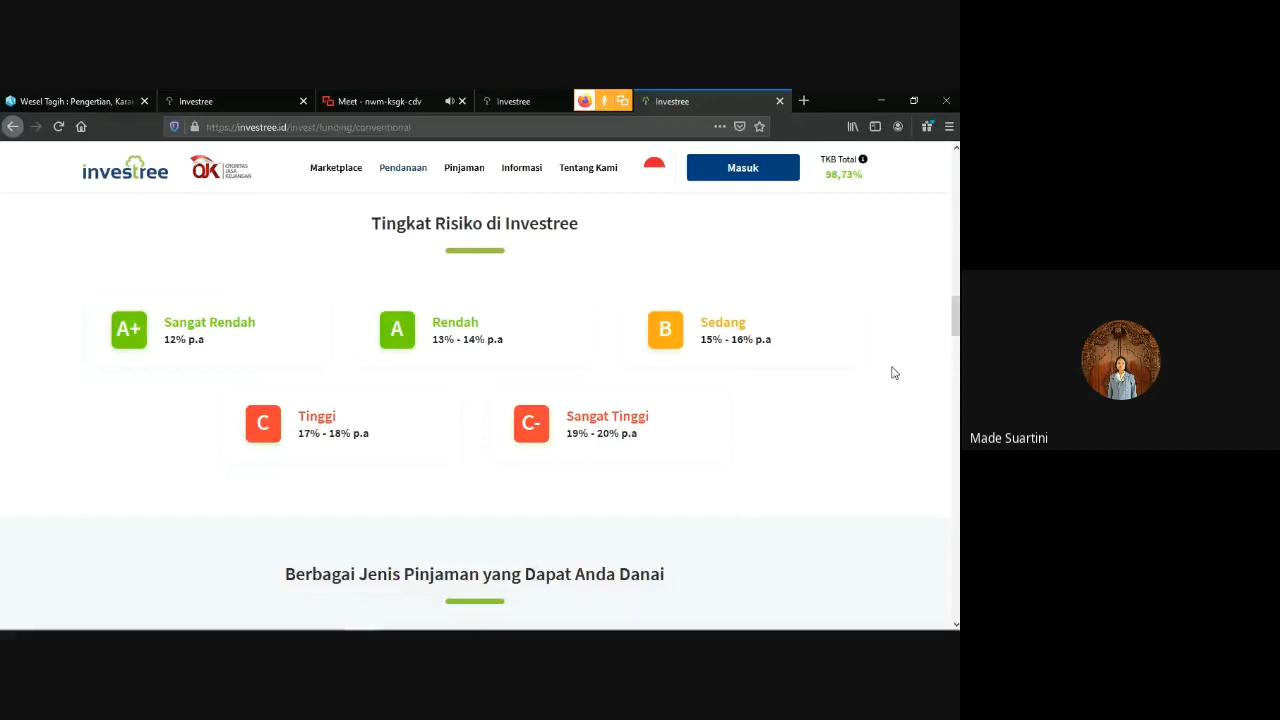 Wesel Tagih : Pengertian, Karak
Investree
Meet - nwm-ksgk-cdv
Investree
Investree
https://investree.id/invest/funding/conventional
investree
OJK OTORITAS JASA KEUANGAN
Marketplace
Pendanaan
Pinjaman
Informasi
Tentang Kami
Masuk
TKB Total
98,73%
Tingkat Risiko di Investree
A+ Sangat Rendah
12% p.a
A Rendah
13% - 14% p.a
B Sedang
15% - 16% p.a
C Tinggi
17% - 18% p.a
C- Sangat Tinggi
19% - 20% p.a
Berbagai Jenis Pinjaman yang Dapat Anda Danai
Made Suartini